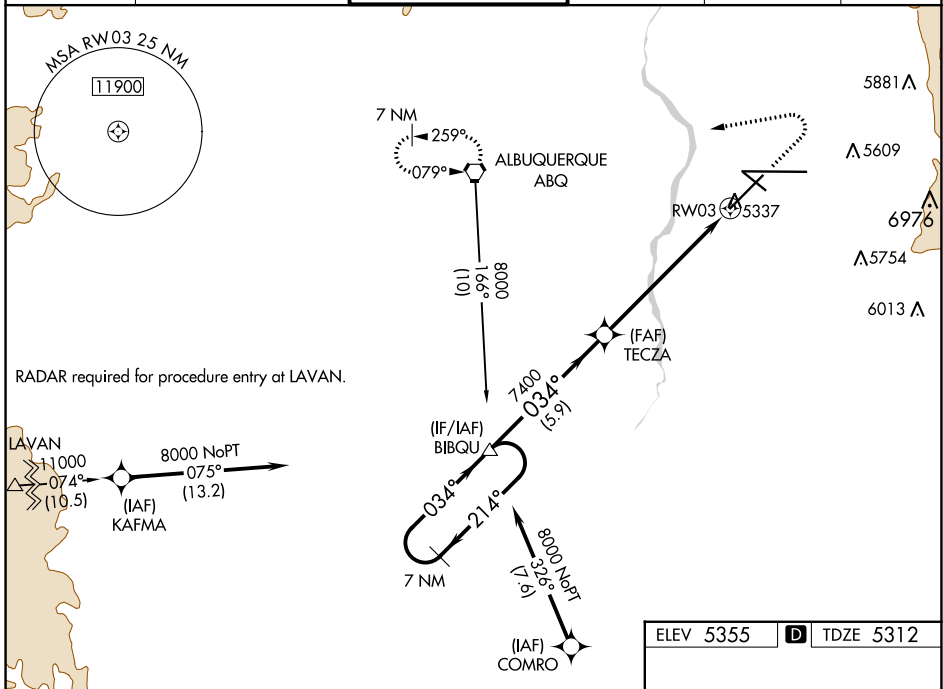 MSA RW03 25 NM
11900
7 NM
259°
079°
ALBUQUERQUE
ABQ
8000
166°
(10)
5881
5609
RW03
5337
6976
5754
6013
(FAF)
TECZA
7400
034°
(5.9)
RADAR required for procedure entry at LAVAN.
(IF/IAF)
BIBQU
LAVAN
11000
074°
(10.5)
(IAF)
KAFMA
8000 NoPT
075°
(13.2)
034°
214°
7 NM
8000 NoPT
326°
(7.6)
(IAF)
COMRO
ELEV 5355 D TDZE 5312